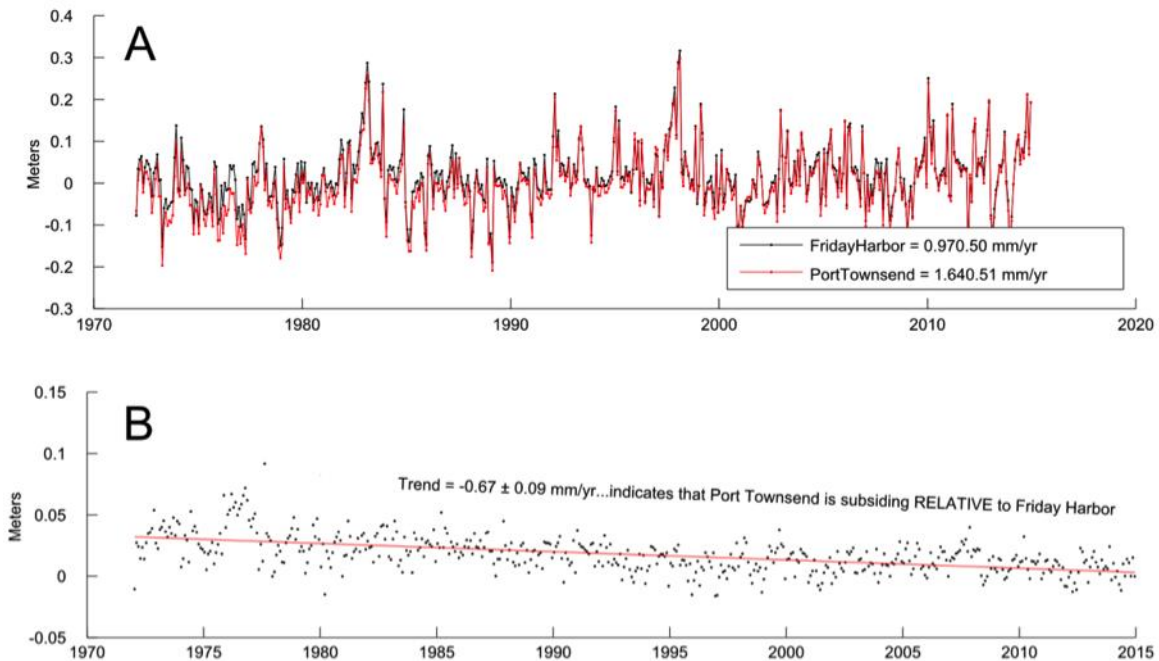 A
0.4
0.3
0.2
0.1
0
-0.1
-0.2
-0.3
Meters
FridayHarbor = 0.970.50 mm/yr
PortTownsend = 1.640.51 mm/yr
1970 1980 1990 2000 2010 2020
B
0.15
0.1
0.05
0
-0.05
Meters
Trend = -0.67 ± 0.09 mm/yr...indicates that Port Townsend is subsiding RELATIVE to Friday Harbor
1970 1975 1980 1985 1990 1995 2000 2005 2010 2015